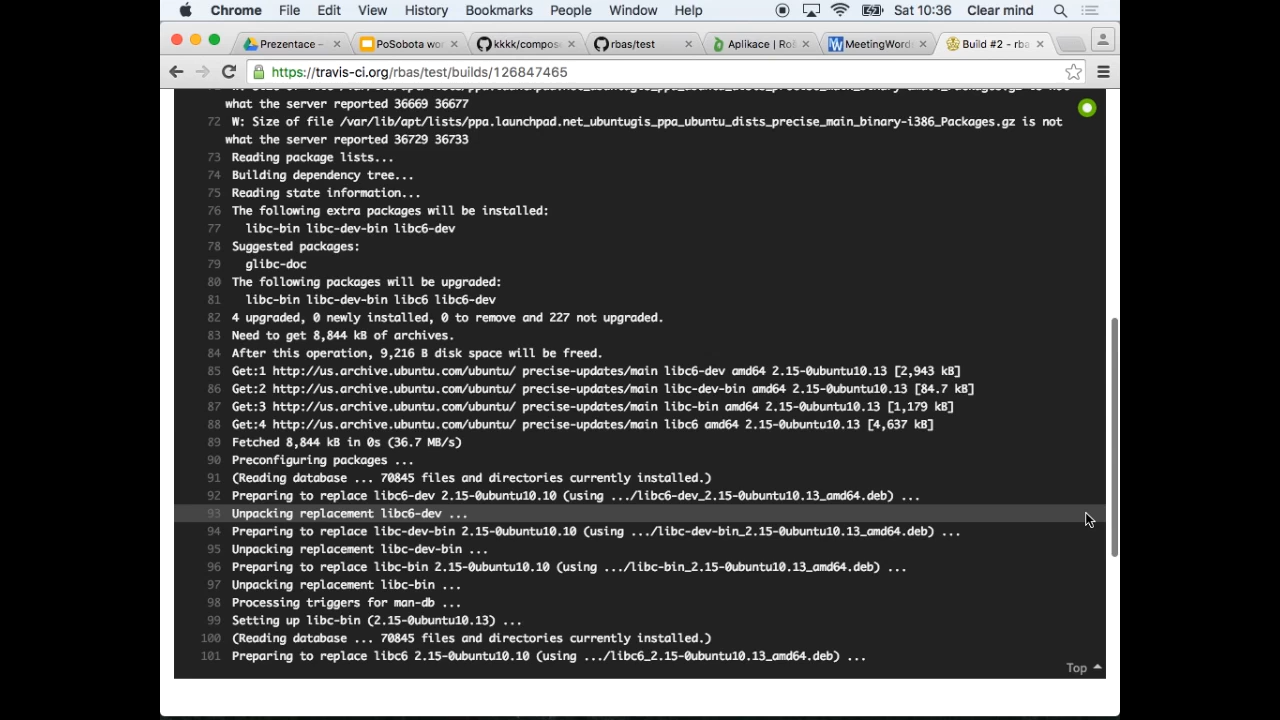 Chrome File Edit View History Bookmarks People Window Help Sat 10:36 Clear mind
Prezentace – PoSobota wo kkkk/compos rbas/test Aplikace | Ro MeetingWord Build #2 - rba
https://travis-ci.org/rbas/test/builds/126847465
what the server reported 36669 36677
72 W: Size of file /var/lib/apt/lists/ppa.launchpad.net_ubuntugis_ppa_ubuntu_dists_precise_main_binary-i386_Packages.gz is not
what the server reported 36729 36733
73 Reading package lists...
74 Building dependency tree...
75 Reading state information...
76 The following extra packages will be installed:
77 libc-bin libc-dev-bin libc6-dev
78 Suggested packages:
79 glibc-doc
80 The following packages will be upgraded:
81 libc-bin libc-dev-bin libc6 libc6-dev
82 4 upgraded, 0 newly installed, 0 to remove and 227 not upgraded.
83 Need to get 8,844 kB of archives.
84 After this operation, 9,216 B disk space will be freed.
85 Get:1 http://us.archive.ubuntu.com/ubuntu/ precise-updates/main libc6-dev amd64 2.15-0ubuntu10.13 [2,943 kB]
86 Get:2 http://us.archive.ubuntu.com/ubuntu/ precise-updates/main libc-dev-bin amd64 2.15-0ubuntu10.13 [84.7 kB]
87 Get:3 http://us.archive.ubuntu.com/ubuntu/ precise-updates/main libc-bin amd64 2.15-0ubuntu10.13 [1,179 kB]
88 Get:4 http://us.archive.ubuntu.com/ubuntu/ precise-updates/main libc6 amd64 2.15-0ubuntu10.13 [4,637 kB]
89 Fetched 8,844 kB in 0s (36.7 MB/s)
90 Preconfiguring packages ...
91 (Reading database ... 70845 files and directories currently installed.)
92 Preparing to replace libc6-dev 2.15-0ubuntu10.10 (using .../libc6-dev_2.15-0ubuntu10.13_amd64.deb) ...
93 Unpacking replacement libc6-dev ...
94 Preparing to replace libc-dev-bin 2.15-0ubuntu10.10 (using .../libc-dev-bin_2.15-0ubuntu10.13_amd64.deb) ...
95 Unpacking replacement libc-dev-bin ...
96 Preparing to replace libc-bin 2.15-0ubuntu10.10 (using .../libc-bin_2.15-0ubuntu10.13_amd64.deb) ...
97 Unpacking replacement libc-bin ...
98 Processing triggers for man-db ...
99 Setting up libc-bin (2.15-0ubuntu10.13) ...
100 (Reading database ... 70845 files and directories currently installed.)
101 Preparing to replace libc6 2.15-0ubuntu10.10 (using .../libc6_2.15-0ubuntu10.13_amd64.deb) ...
Top